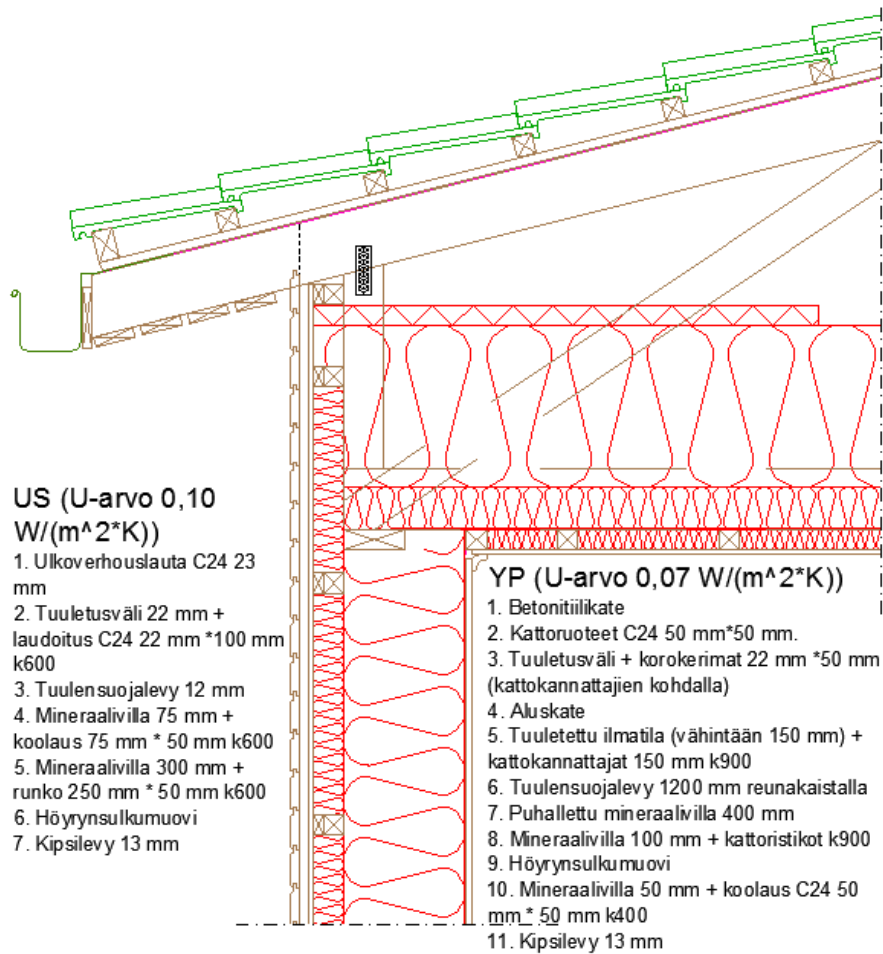 US (U-arvo 0,10
W/(m^2*K))
1. Ulkoverhouslauta C24 23
mm
2. Tuuletusväli 22 mm +
laudoitus C24 22 mm *100 mm
k600
3. Tuulensuojalevy 12 mm
4. Mineraalivilla 75 mm +
koolaus 75 mm * 50 mm k600
5. Mineraalivilla 300 mm +
runko 250 mm * 50 mm k600
6. Höyrynsulkumuovi
7. Kipsilevy 13 mm
YP (U-arvo 0,07 W/(m^2*K))
1. Betonitiilikate
2. Kattoruoteet C24 50 mm*50 mm.
3. Tuuletusväli + korokerimat 22 mm *50 mm
(kattokannattajien kohdalla)
4. Aluskate
5. Tuuletettu ilmatila (vähintään 150 mm) +
kattokannattajat 150 mm k900
6. Tuulensuojalevy 1200 mm reunakaistalla
7. Puhallettu mineraalivilla 400 mm
8. Mineraalivilla 100 mm + kattoristikot k900
9. Höyrynsulkumuovi
10. Mineraalivilla 50 mm + koolaus C24 50
mm * 50 mm k400
11. Kipsilevy 13 mm